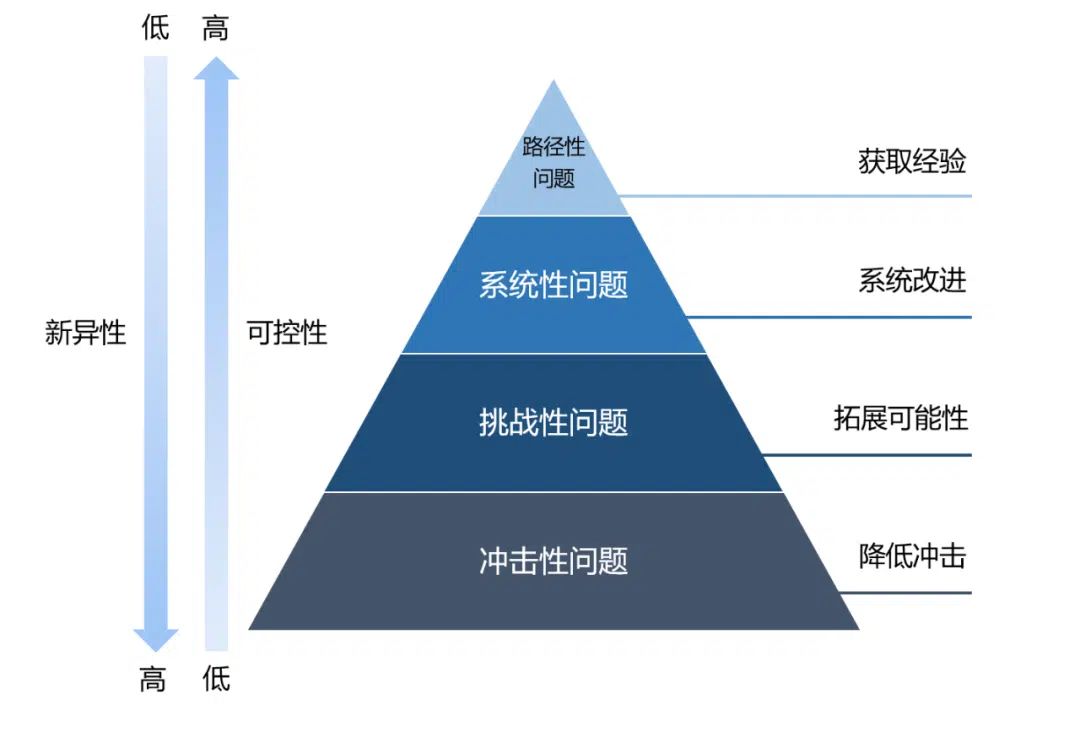 低 高
路径性
问题
获取经验
系统性问题
系统改进
新异性
可控性
挑战性问题
拓展可能性
冲击性问题
降低冲击
高 低